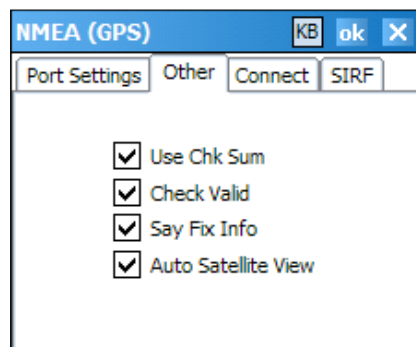 NMEA (GPS) KB ok X
Port Settings Other Connect SIRF
Use Chk Sum
Check Valid
Say Fix Info
Auto Satellite View